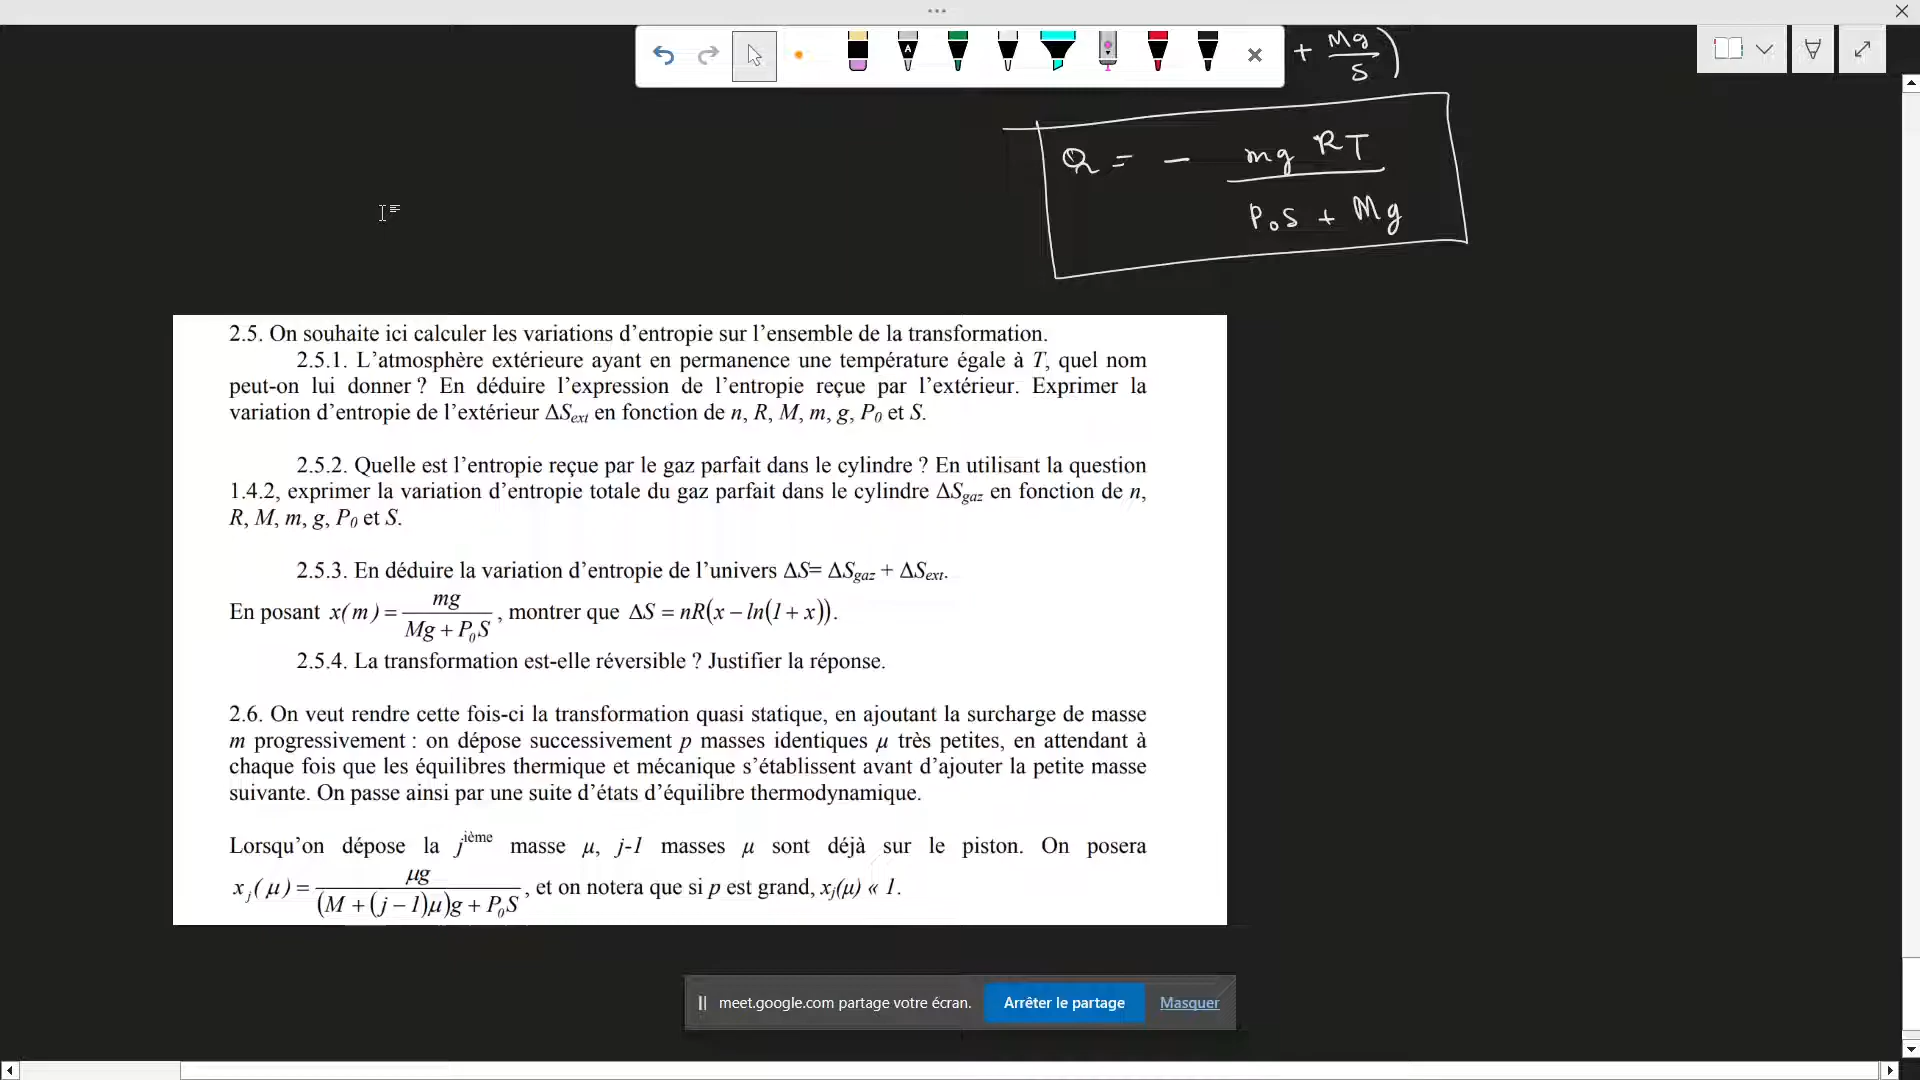 + Mg/S )
Q = - mg RT / P₀S + Mg
2.5. On souhaite ici calculer les variations d’entropie sur l’ensemble de la transformation.
2.5.1. L’atmosphère extérieure ayant en permanence une température égale à T, quel nom
peut-on lui donner ? En déduire l’expression de l’entropie reçue par l’extérieur. Exprimer la
variation d’entropie de l’extérieur ΔSext en fonction de n, R, M, m, g, P0 et S.
2.5.2. Quelle est l’entropie reçue par le gaz parfait dans le cylindre ? En utilisant la question
1.4.2, exprimer la variation d’entropie totale du gaz parfait dans le cylindre ΔSgaz en fonction de n,
R, M, m, g, P0 et S.
2.5.3. En déduire la variation d’entropie de l’univers ΔS= ΔSgaz + ΔSext.
En posant x(m) = mg / Mg + P₀S , montrer que ΔS = nR(x − ln(1 + x)).
2.5.4. La transformation est-elle réversible ? Justifier la réponse.
2.6. On veut rendre cette fois-ci la transformation quasi statique, en ajoutant la surcharge de masse
m progressivement : on dépose successivement p masses identiques μ très petites, en attendant à
chaque fois que les équilibres thermique et mécanique s’établissent avant d’ajouter la petite masse
suivante. On passe ainsi par une suite d’états d’équilibre thermodynamique.
Lorsqu’on dépose la jième masse μ, j-1 masses μ sont déjà sur le piston. On posera
xj(μ) = μg / (M + (j − 1)μ)g + P₀S , et on notera que si p est grand, xj(μ) « 1.
meet.google.com partage votre écran. Arrêter le partage Masquer